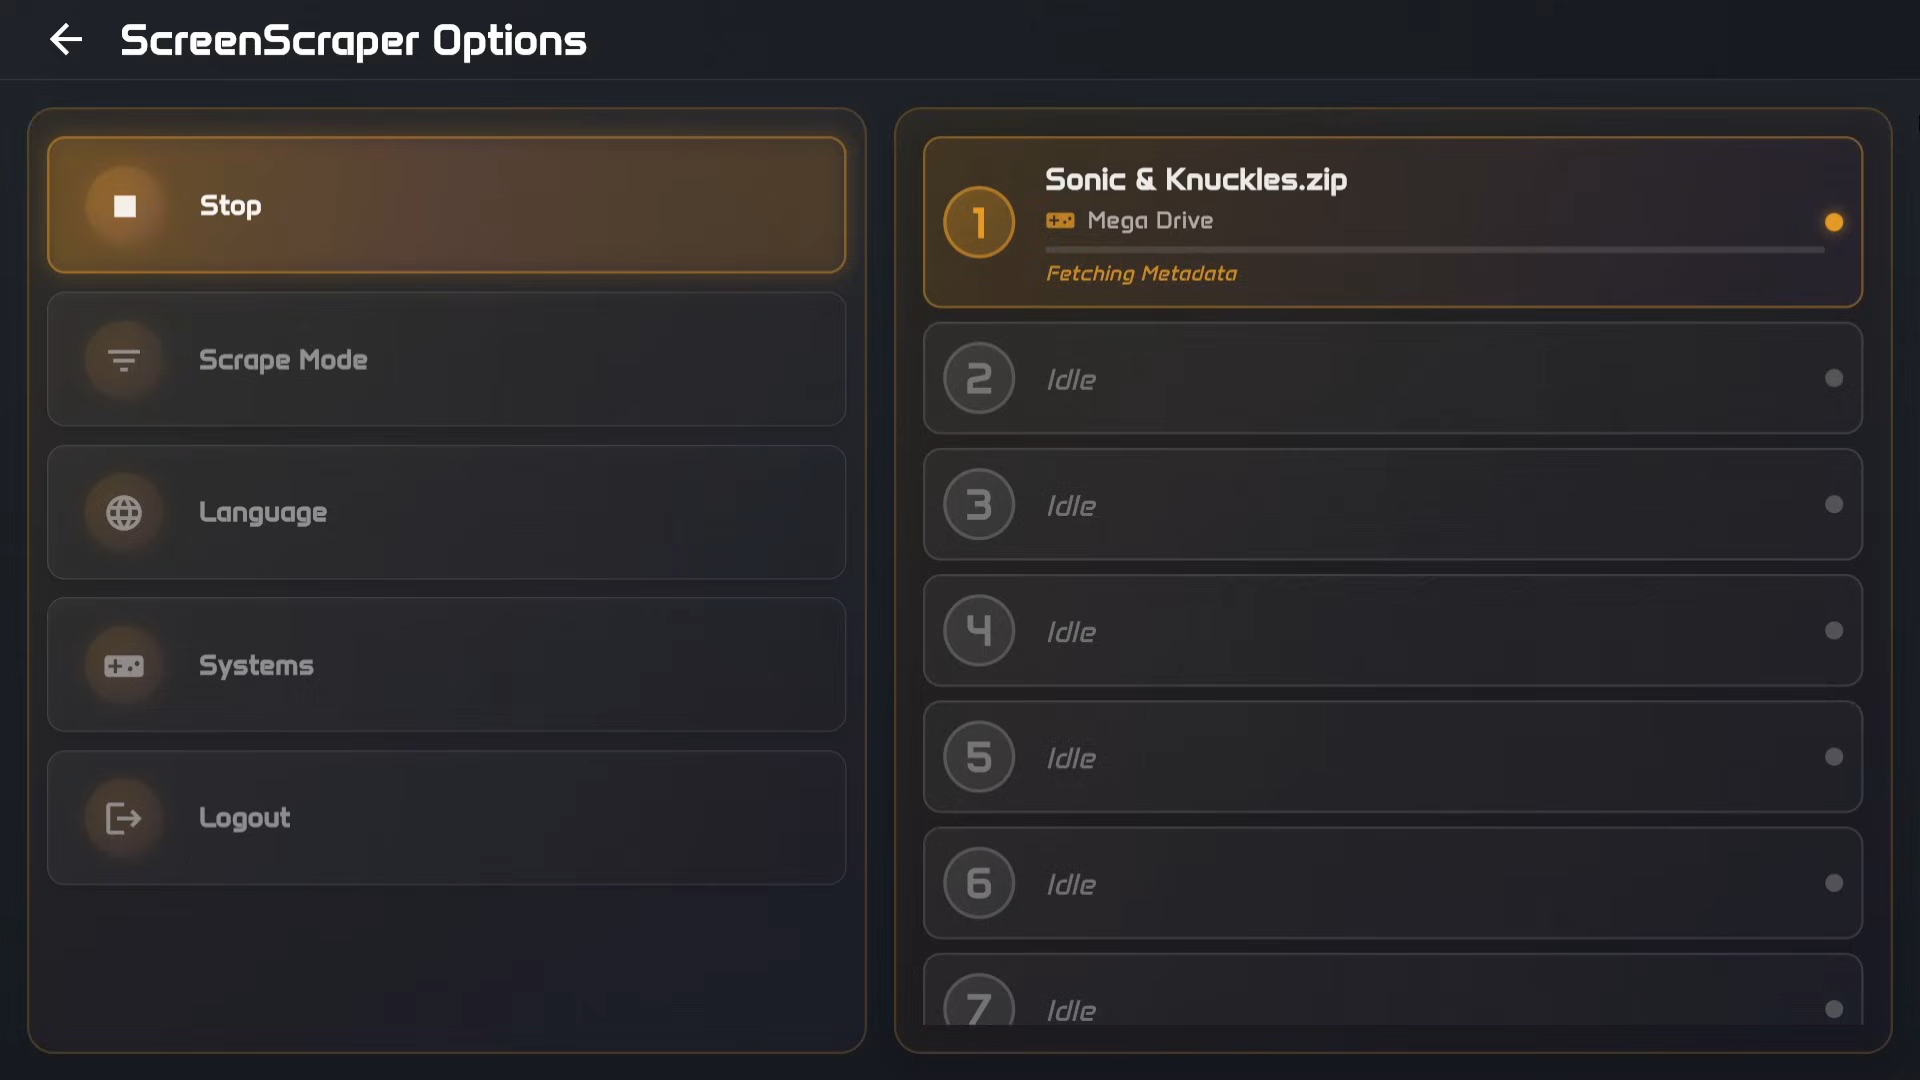 ScreenScraper Options
Stop
Scrape Mode
Language
Systems
Logout
1
Sonic & Knuckles.zip
Mega Drive
Fetching Metadata
2
Idle
3
Idle
4
Idle
5
Idle
6
Idle
7
Idle